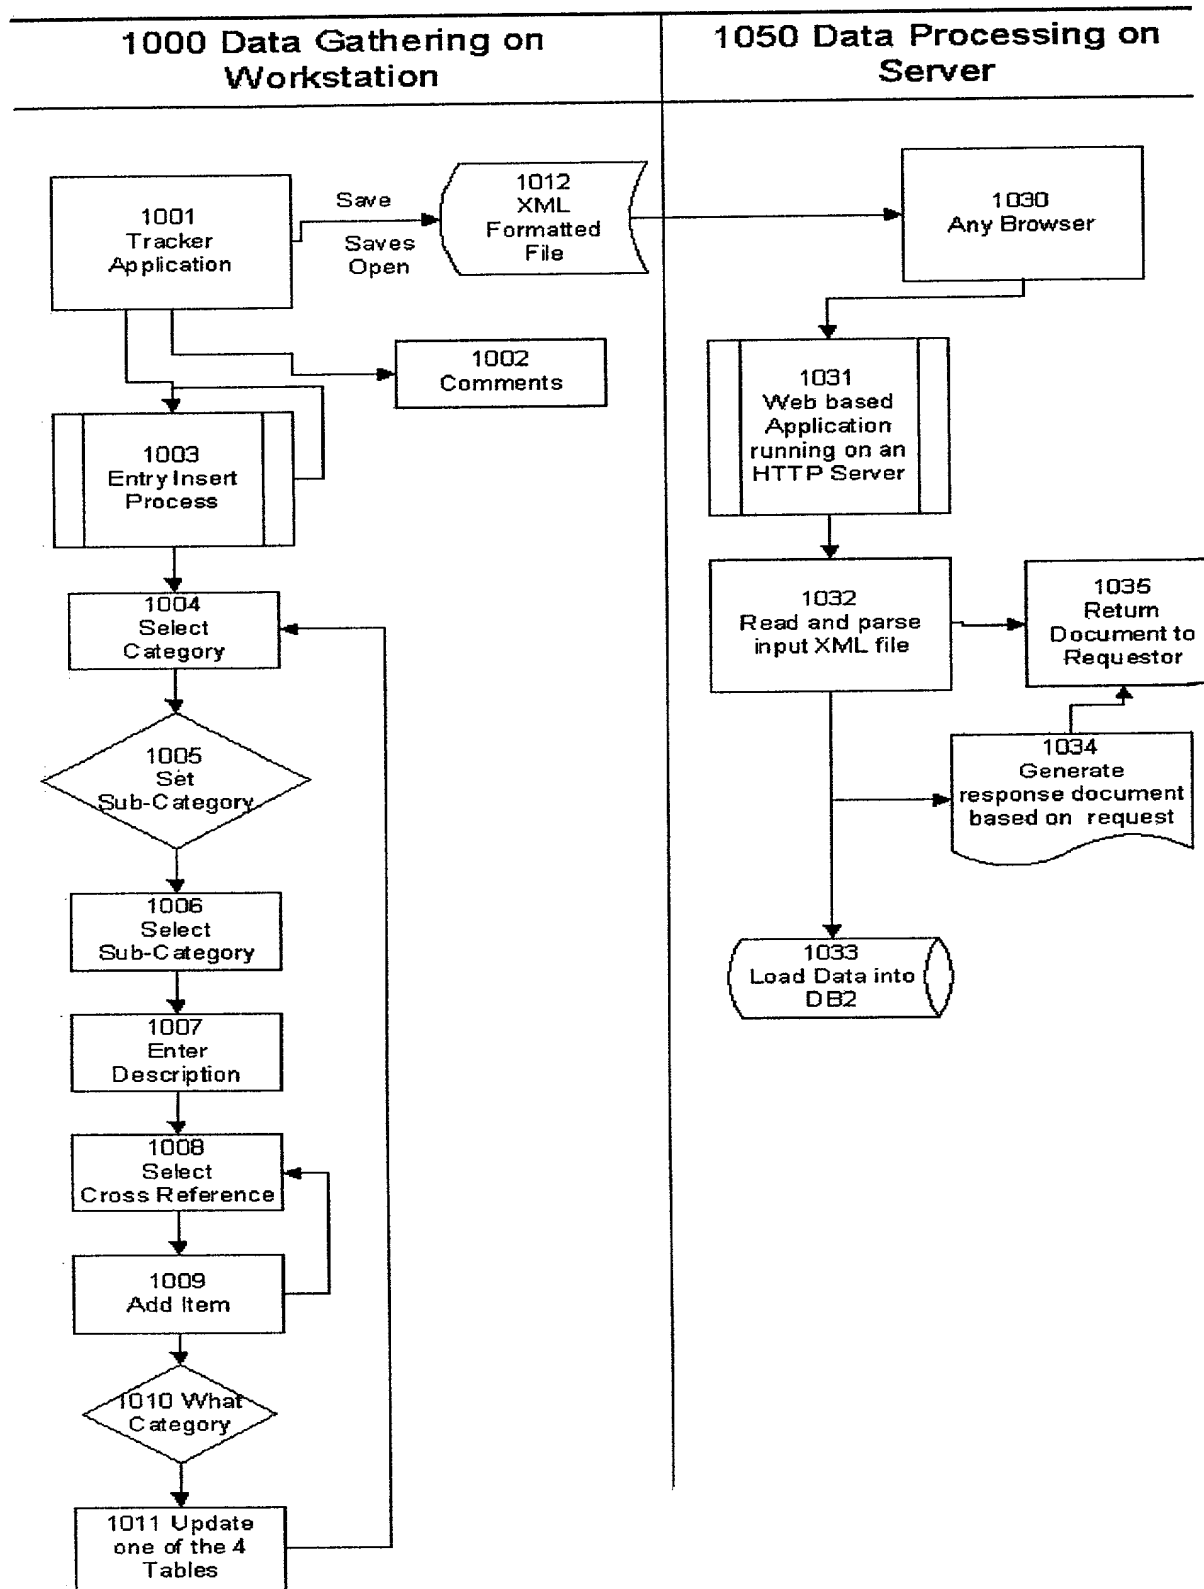 1000 Data Gathering on
Workstation
1050 Data Processing on
Server
1001
Tracker
Application
Save
Saves
Open
1012
XML
Formatted
File
1030
Any Browser
1002
Comments
1003
Entry Insert
Process
1031
Web based
Application
running on an
HTTP Server
1004
Select
Category
1032
Read and parse
input XML file
1035
Return
Document to
Requestor
1005
Set
Sub-Category
1034
Generate
response document
based on request
1006
Select
Sub-Category
1033
Load Data into
DB2
1007
Enter
Description
1008
Select
Cross Reference
1009
Add Item
1010 What
Category
1011 Update
one of the 4
Tables